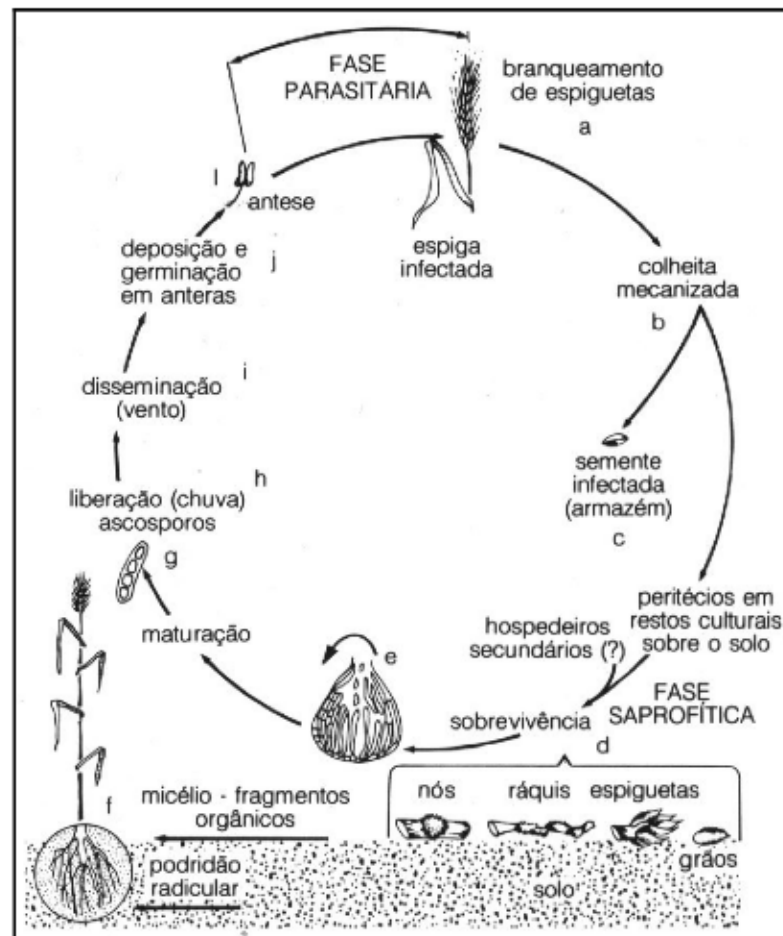 FASE
PARASITARIA
branqueamento
de espiguetas
a
l
antese
espiga
infectada
deposição e
germinação
em anteras
j
colheita
mecanizada
b
disseminação
(vento)
i
semente
infectada
(armazém)
c
liberação (chuva)
ascosporos
h
g
peritécios em
restos culturais
sobre o solo
hospedeiros
secundários (?)
maturação
e
FASE
SAPROFÍTICA
sobrevivência
d
f
micélio - fragmentos
orgânicos
nós
ráquis
espiguetas
grãos
podridão
radicular
solo